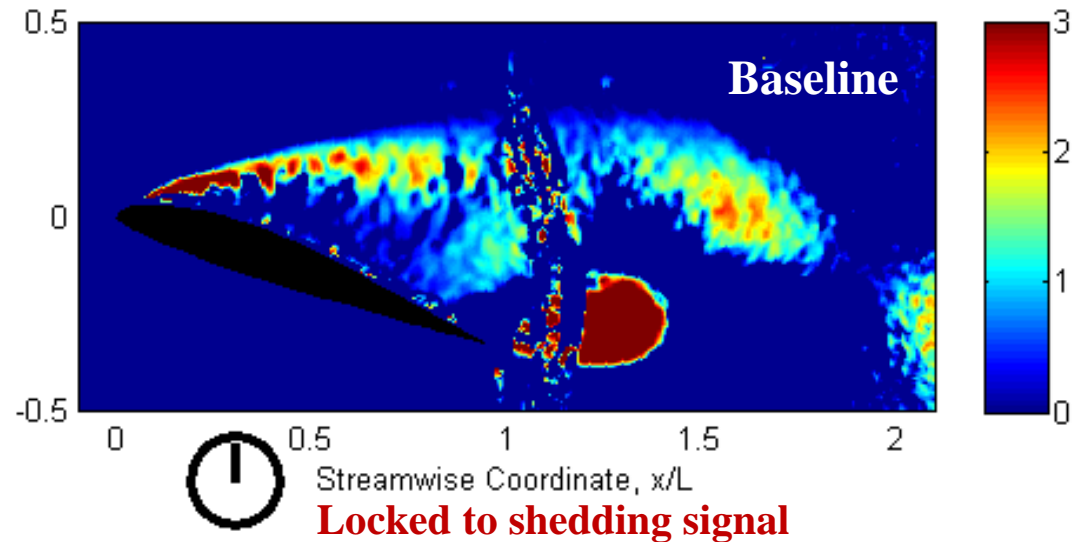 0.5
3
Baseline
2
0
1
-0.5
0
0 0.5 1 1.5 2
Streamwise Coordinate, x/L
Locked to shedding signal